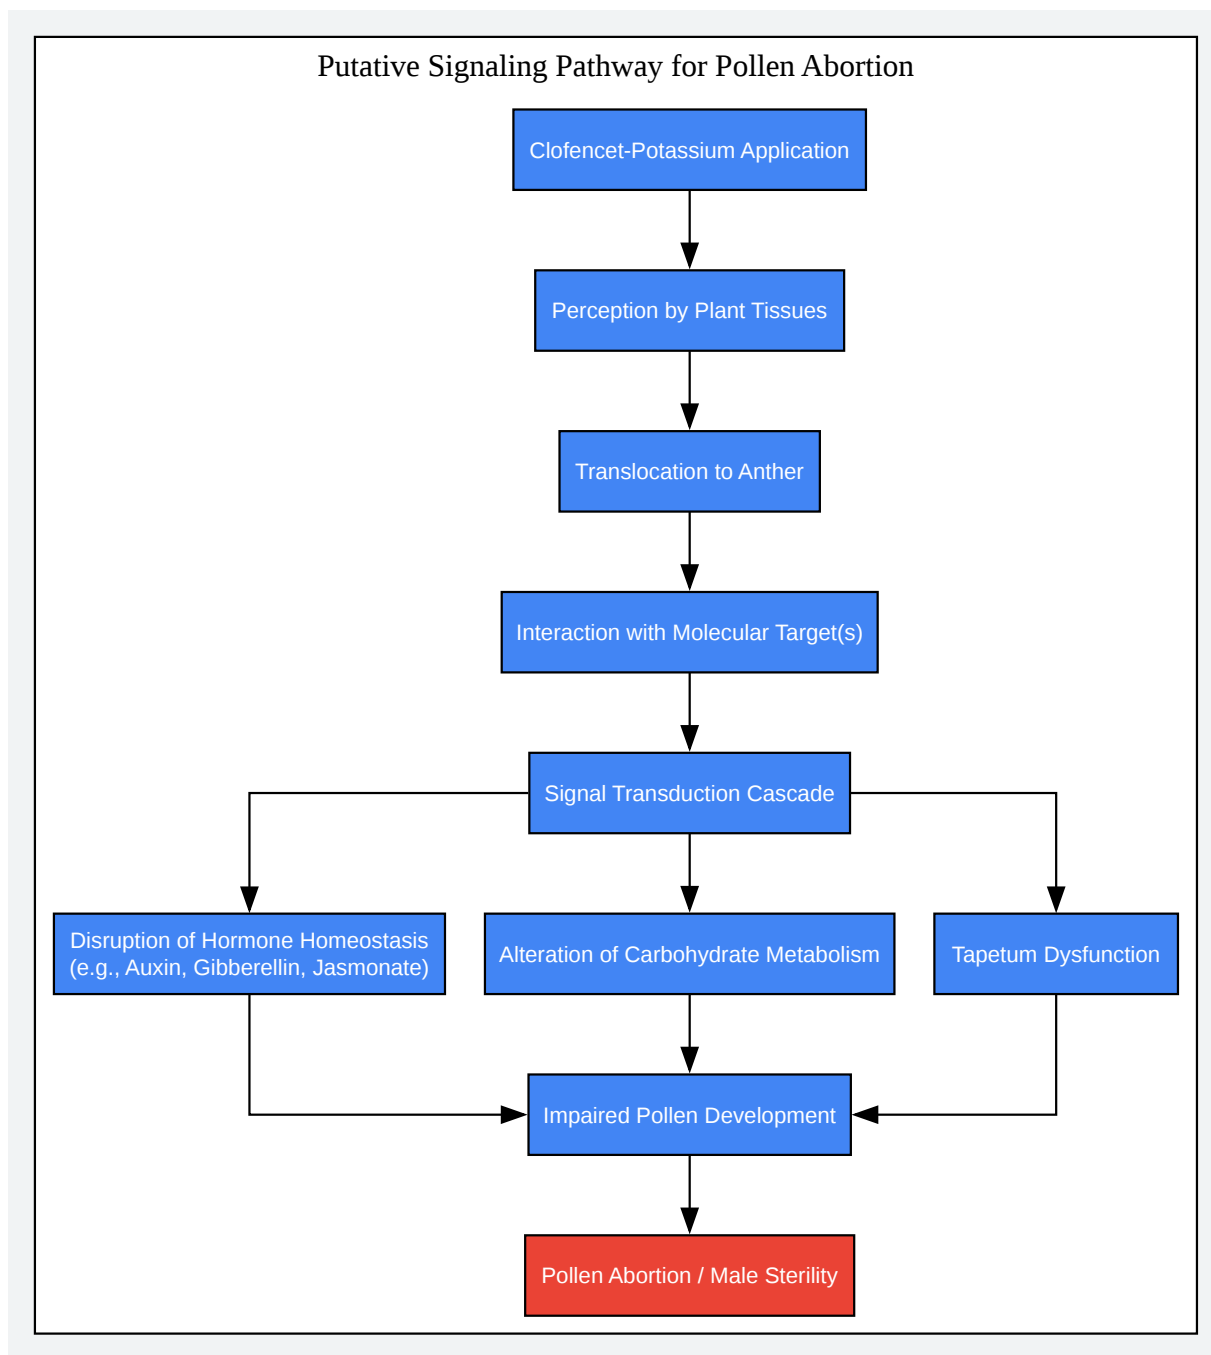 Putative Signaling Pathway for Pollen Abortion
Clofencet-Potassium Application
Perception by Plant Tissues
Translocation to Anther
Interaction with Molecular Target(s)
Signal Transduction Cascade
Disruption of Hormone Homeostasis
(e.g., Auxin, Gibberellin, Jasmonate)
Alteration of Carbohydrate Metabolism
Tapetum Dysfunction
Impaired Pollen Development
Pollen Abortion / Male Sterility